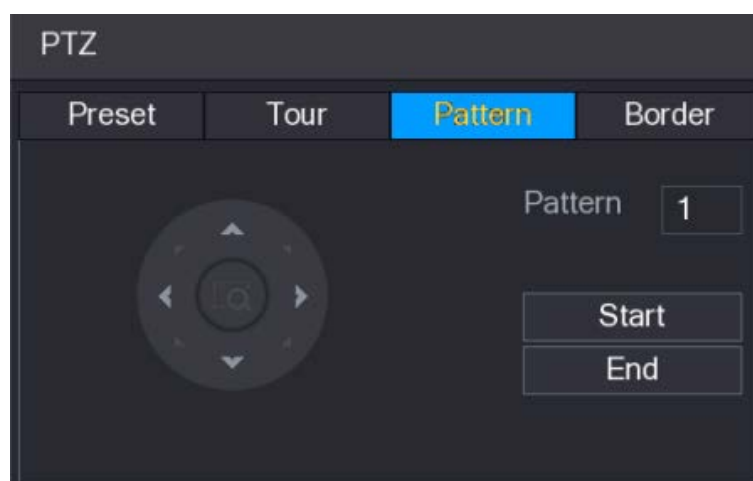 PTZ
Preset Tour Pattern Border
Pattern 1
Start
End